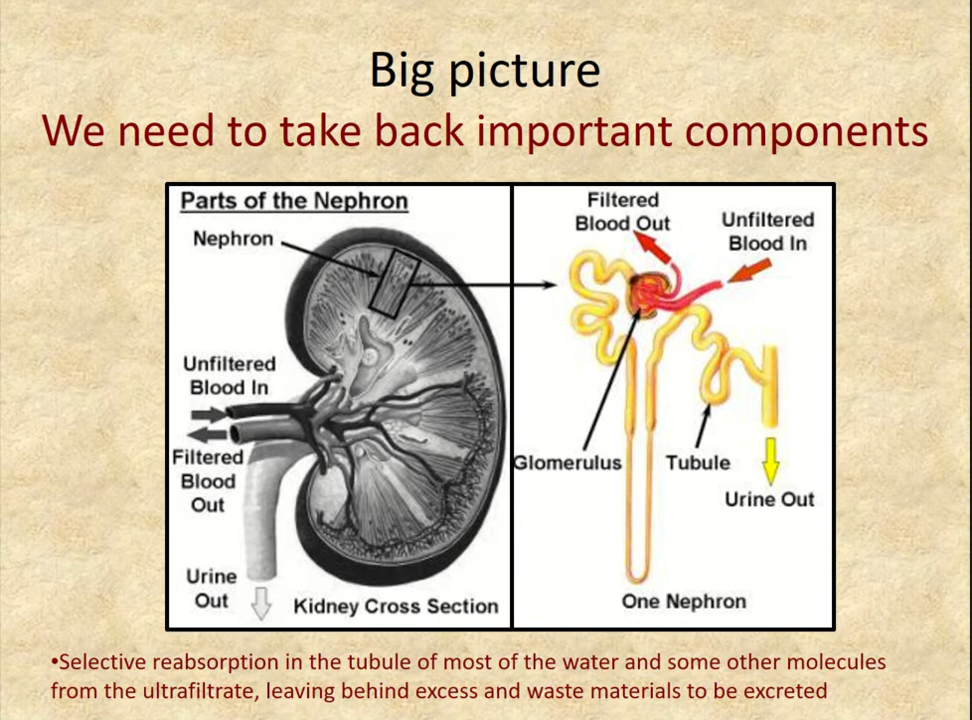 Big picture
We need to take back important components
Parts of the Nephron
Nephron
Unfiltered
Blood In
Filtered
Blood
Out
Urine
Out
Kidney Cross Section
Filtered
Blood Out
Unfiltered
Blood In
Glomerulus
Tubule
Urine Out
One Nephron
•Selective reabsorption in the tubule of most of the water and some other molecules
from the ultrafiltrate, leaving behind excess and waste materials to be excreted